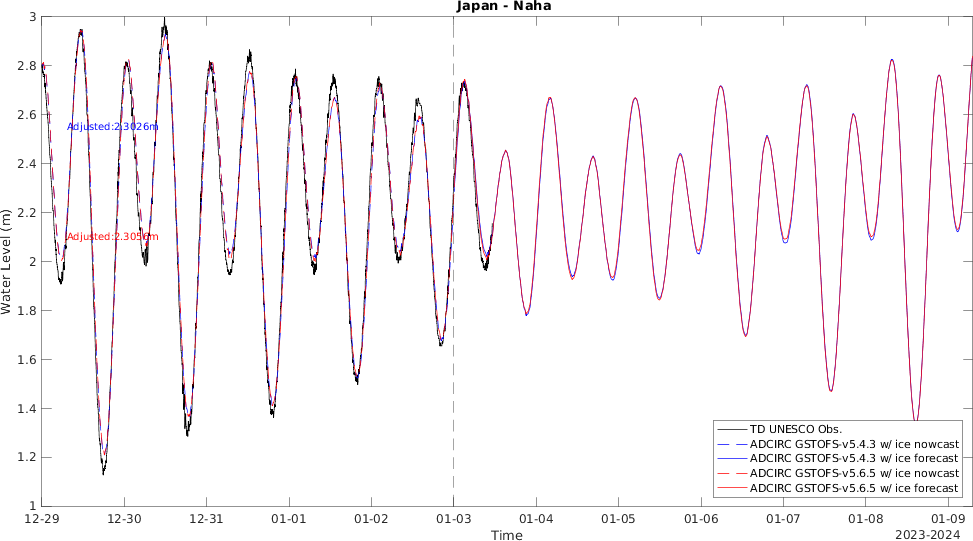 Japan - Naha
Water Level (m)
3
2.8
2.6
2.4
2.2
2
1.8
1.6
1.4
1.2
1
Adjusted:2.3026m
Adjusted:2.3056m
TD UNESCO Obs.
ADCIRC GSTOFS-v5.4.3 w/ ice nowcast
ADCIRC GSTOFS-v5.4.3 w/ ice forecast
ADCIRC GSTOFS-v5.6.5 w/ ice nowcast
ADCIRC GSTOFS-v5.6.5 w/ ice forecast
12-29 12-30 12-31 01-01 01-02 01-03 01-04 01-05 01-06 01-07 01-08 01-09
Time
2023-2024